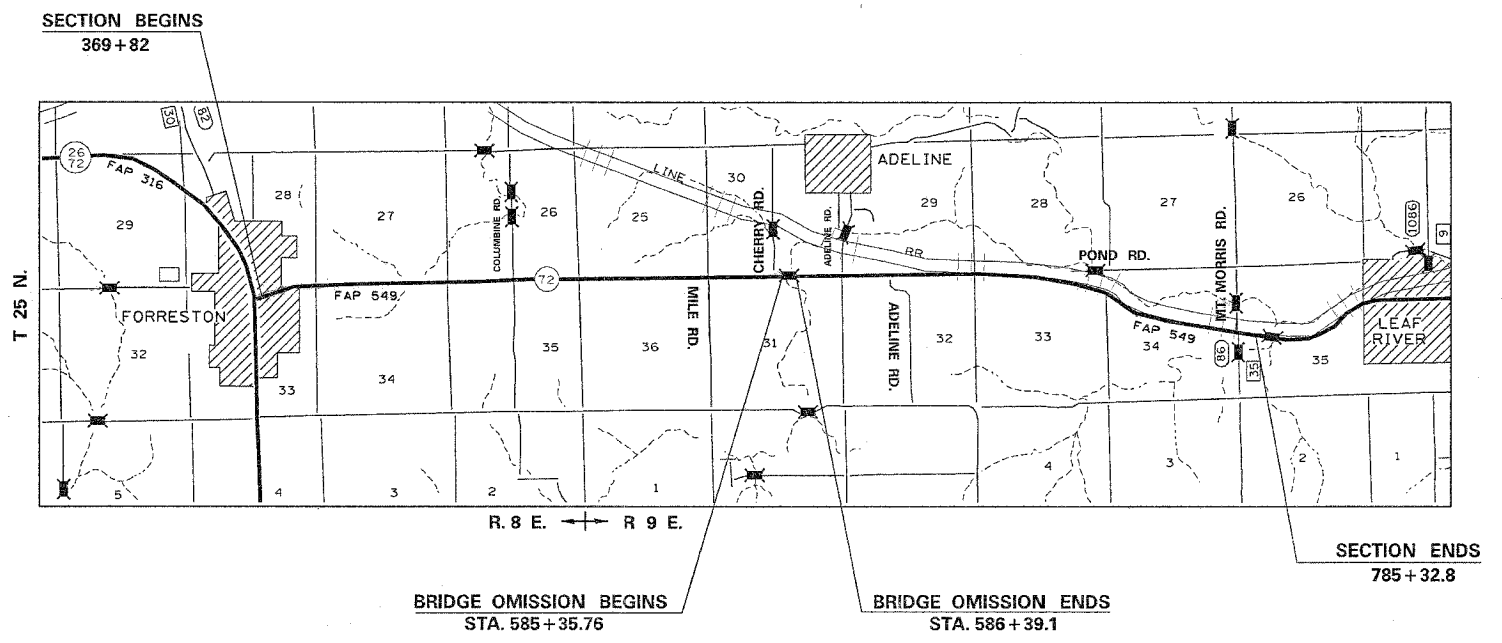 SECTION BEGINS
369+82
T 25 N.
30
82
26
72
FAP 316
29
28
27
COLUMBINE RD.
26
25
LINE
30
CHERRY RD.
ADELINE RD.
ADELINE
29
28
27
MT. MORRIS RD.
26
1086
9
RR
POND RD.
FORRESTON
FAP 549
72
MILE RD.
ADELINE RD.
FAP 549
LEAF
RIVER
32
33
34
35
36
31
32
33
34
86
35
35
5
4
3
2
1
4
3
2
1
R. 8 E.
R 9 E.
SECTION ENDS
785+32.8
BRIDGE OMISSION BEGINS
STA. 585+35.76
BRIDGE OMISSION ENDS
STA. 586+39.1